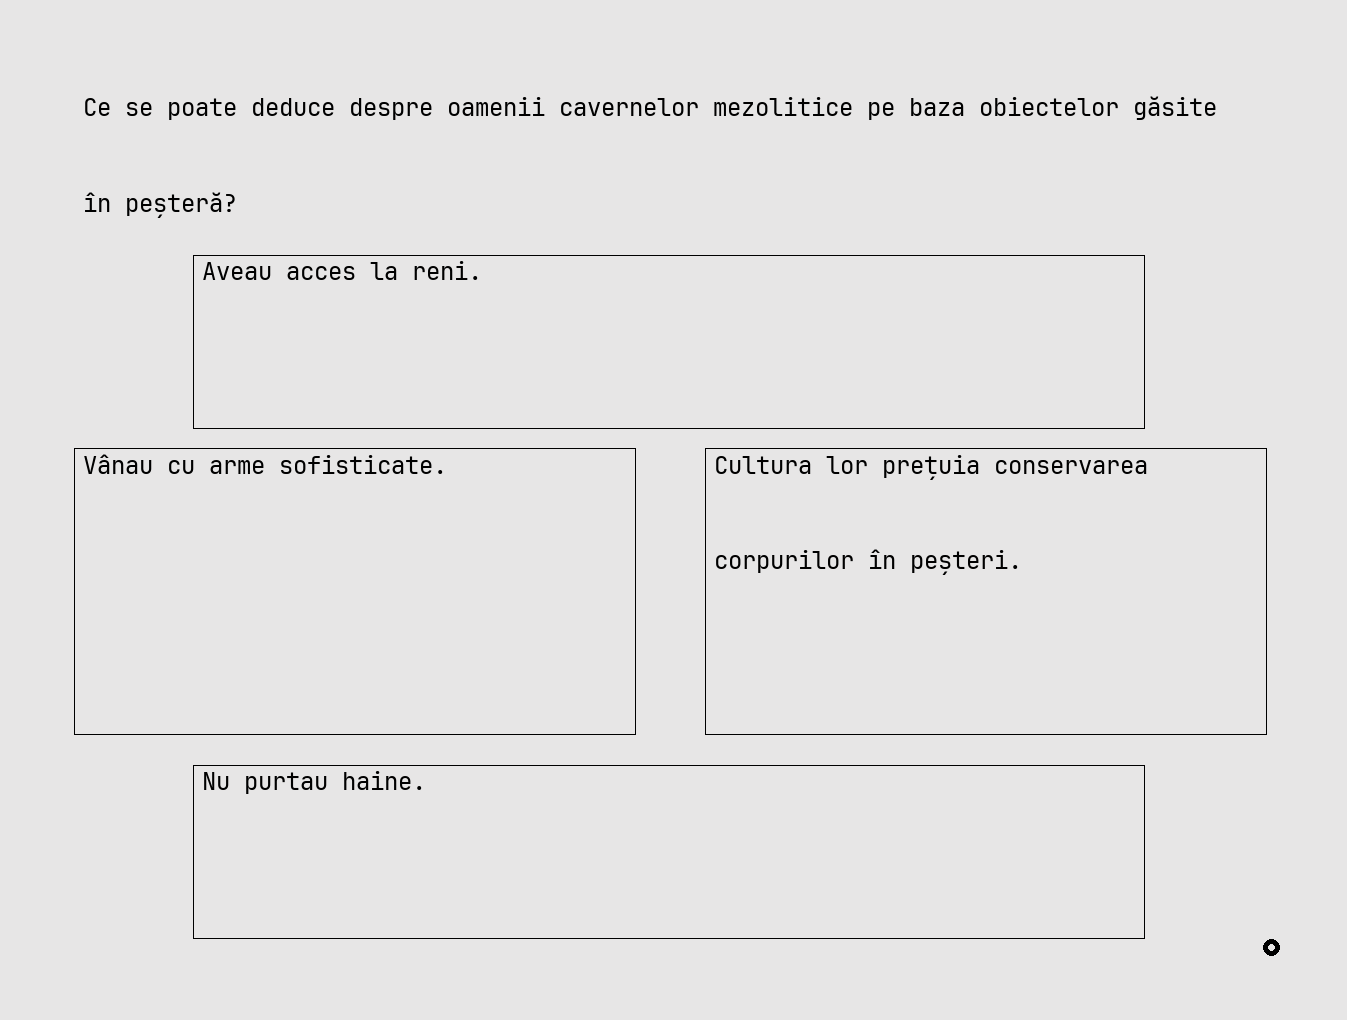 Ce se poate deduce despre oamenii cavernelor mezolitice pe baza obiectelor găsite
în peșteră?
Aveau acces la reni.
Vânau cu arme sofisticate.
Cultura lor prețuia conservarea
corpurilor în peșteri.
Nu purtau haine.